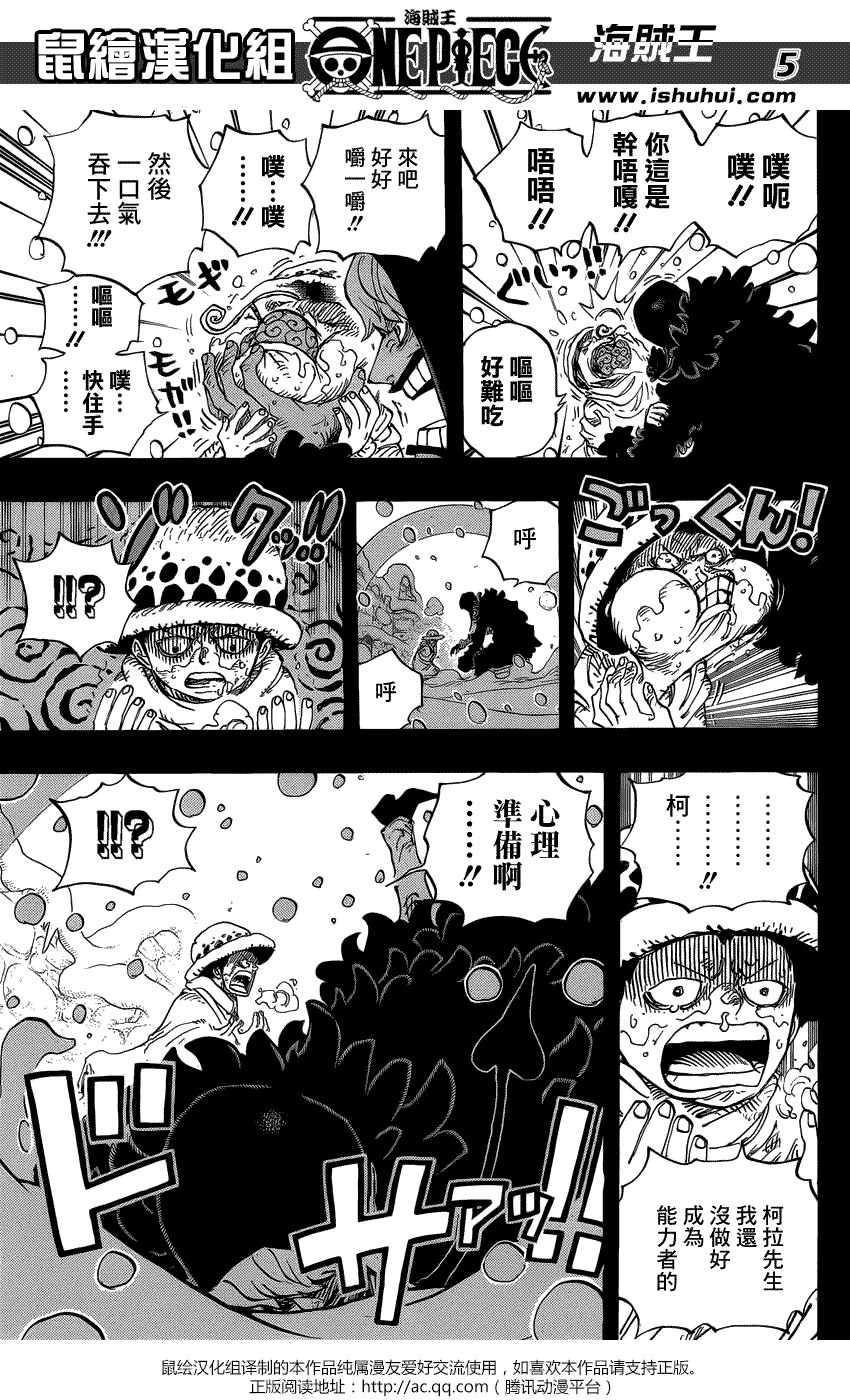 鼠繪漢化組
海賊王
ONE PIECE
海賊王
www.ishuhui.com
5
噗呃
噗!!
你這是
幹唔嘎
唔唔!!
ぐいっ!!
嘔嘔
好難吃
來吧
好好
嚼一嚼!!
噗…噗
……!!
然後
一口氣
吞下去!!!
モギ
モガ!!
嘔嘔
……
噗…
快住手
……
ごっくん!
呼
呼
ゾクッ…!!
!!?
………
………
………
柯……!!
柯拉先生
我還
沒做好
成為
能力者的
心理
準備啊
……!!
!!?
ドサァッ!!
鼠绘汉化组译制的本作品纯属漫友爱好交流使用，如喜欢本作品请支持正版。
正版阅读地址：http://ac.qq.com（腾讯动漫平台）